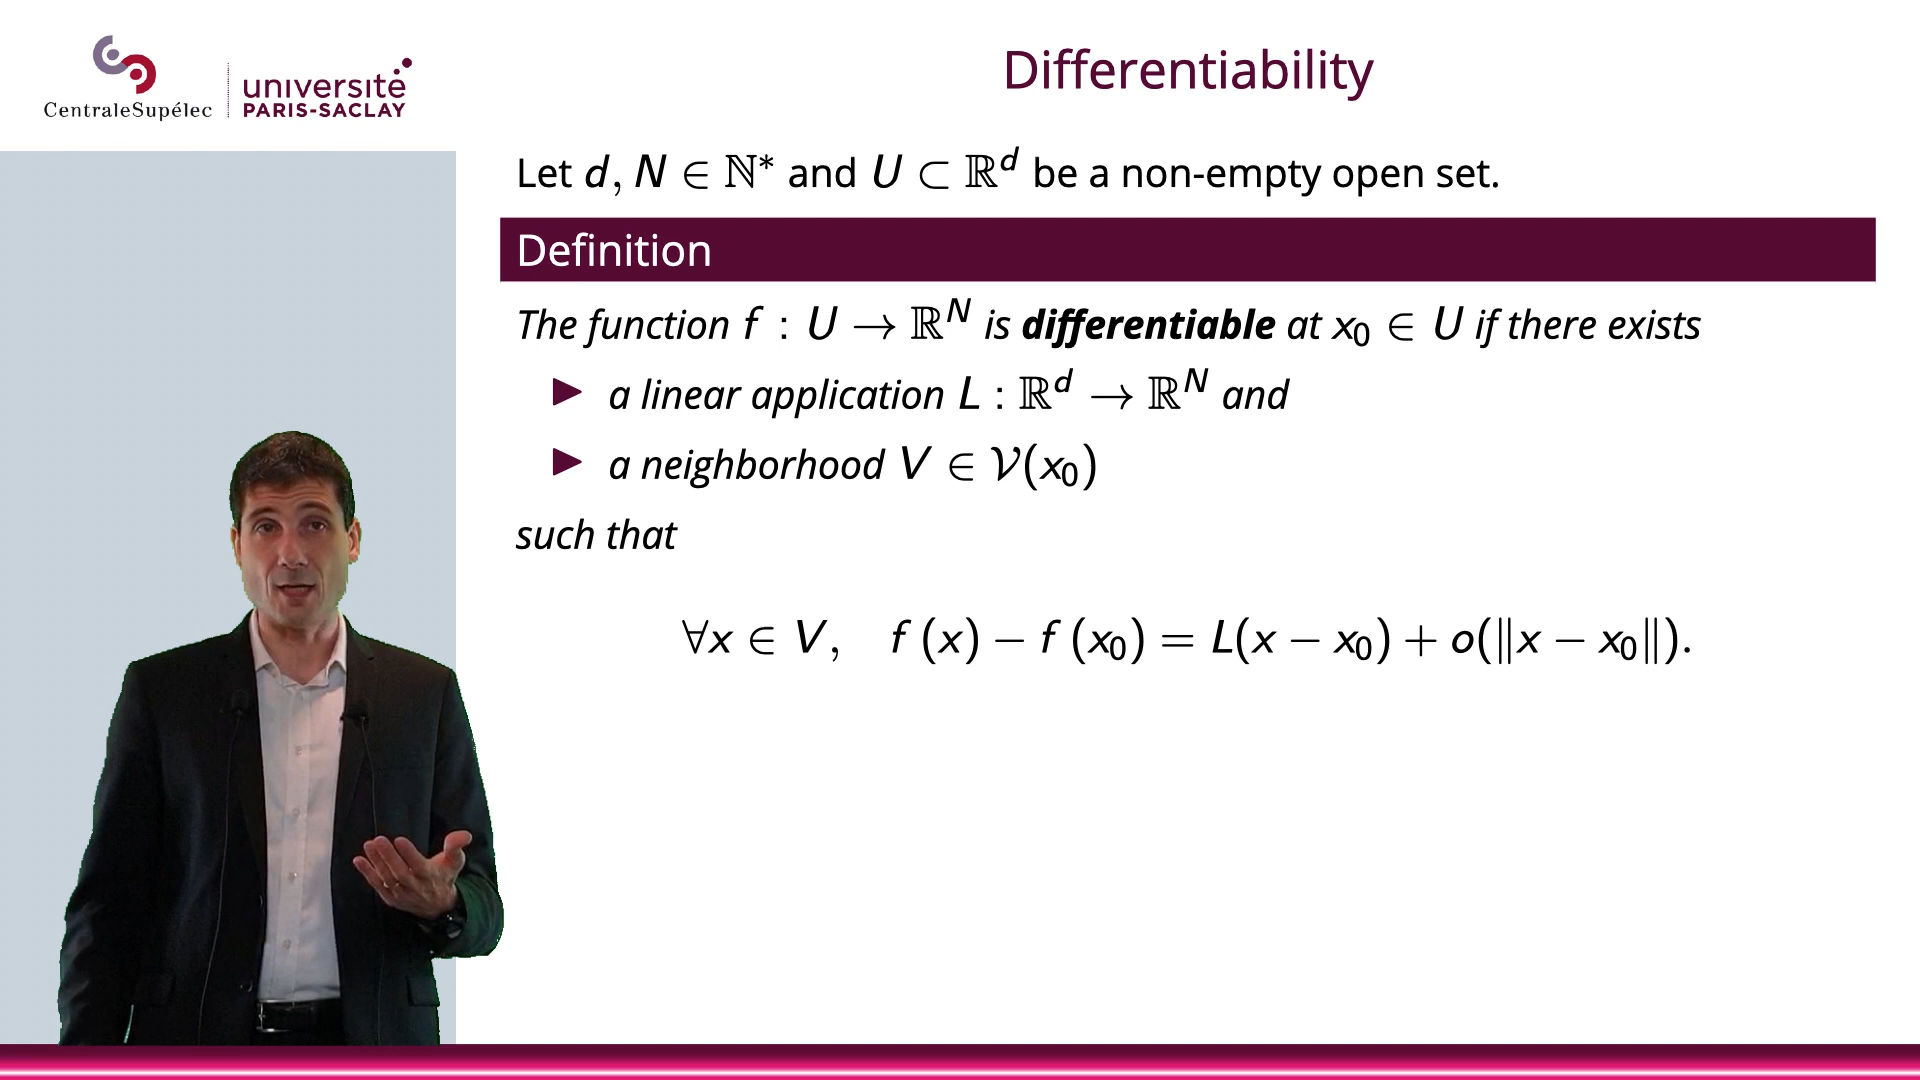 CentraleSupélec
université
PARIS-SACLAY
Differentiability
Let d, N ∈ ℕ* and U ⊂ ℝ^d be a non-empty open set.
Definition
The function f : U → ℝ^N is differentiable at x₀ ∈ U if there exists
▶ a linear application L : ℝ^d → ℝ^N and
▶ a neighborhood V ∈ 𝒱(x₀)
such that
∀x ∈ V, f (x) − f (x₀) = L(x − x₀) + o(‖x − x₀‖).